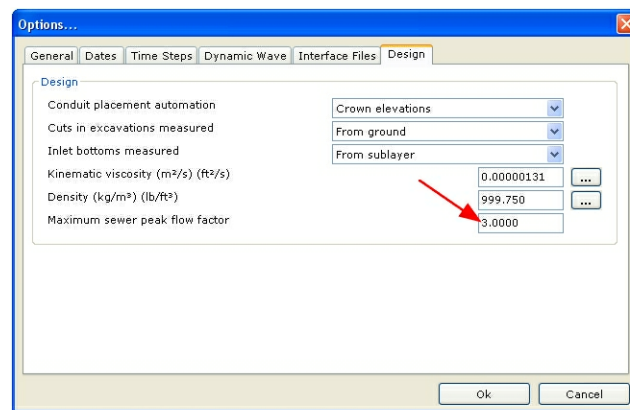 Options...
General Dates Time Steps Dynamic Wave Interface Files Design
Design
Conduit placement automation Crown elevations
Cuts in excavations measured From ground
Inlet bottoms measured From sublayer
Kinematic viscosity (m²/s) (ft²/s) 0.00000131 ...
Density (kg/m³) (lb/ft³) 999.750 ...
Maximum sewer peak flow factor 3.0000
Ok Cancel